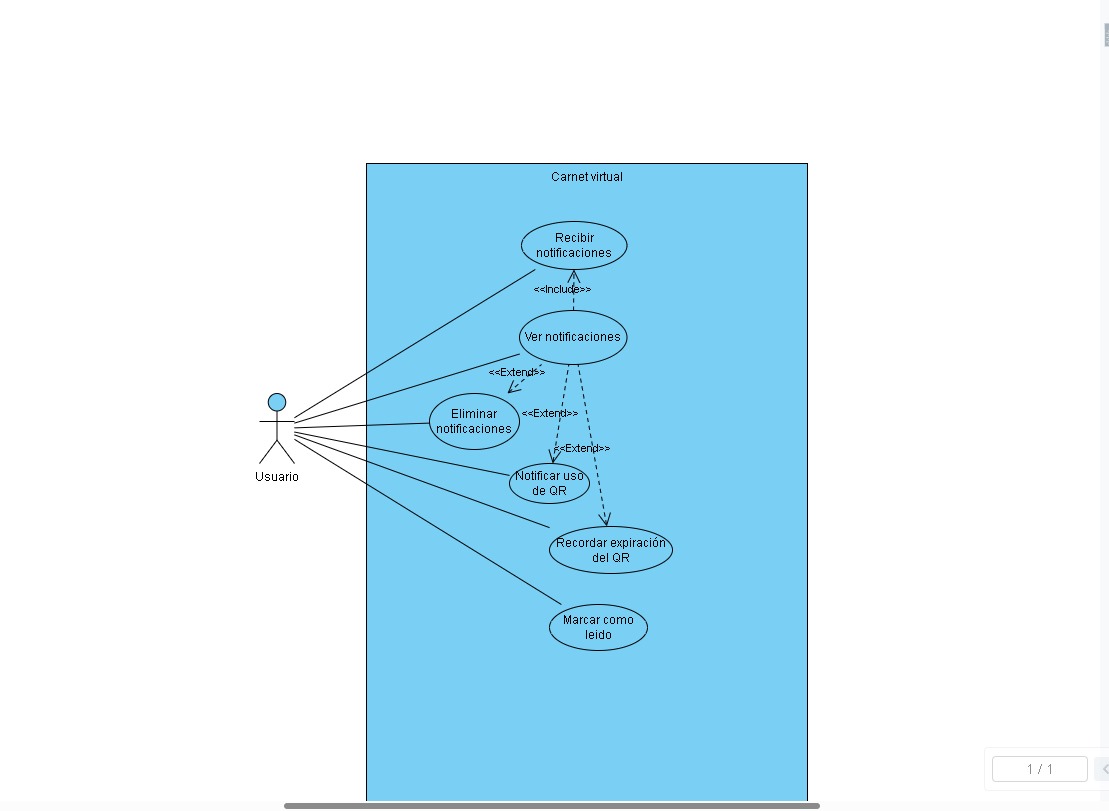 Carnet virtual
Recibir
notificaciones
<<Include>>
Ver notificaciones
<<Extend>>
Eliminar
notificaciones
<<Extend>>
<<Extend>>
Notificar uso
de QR
Usuario
Recordar expiración
del QR
Marcar como
leido
1 / 1